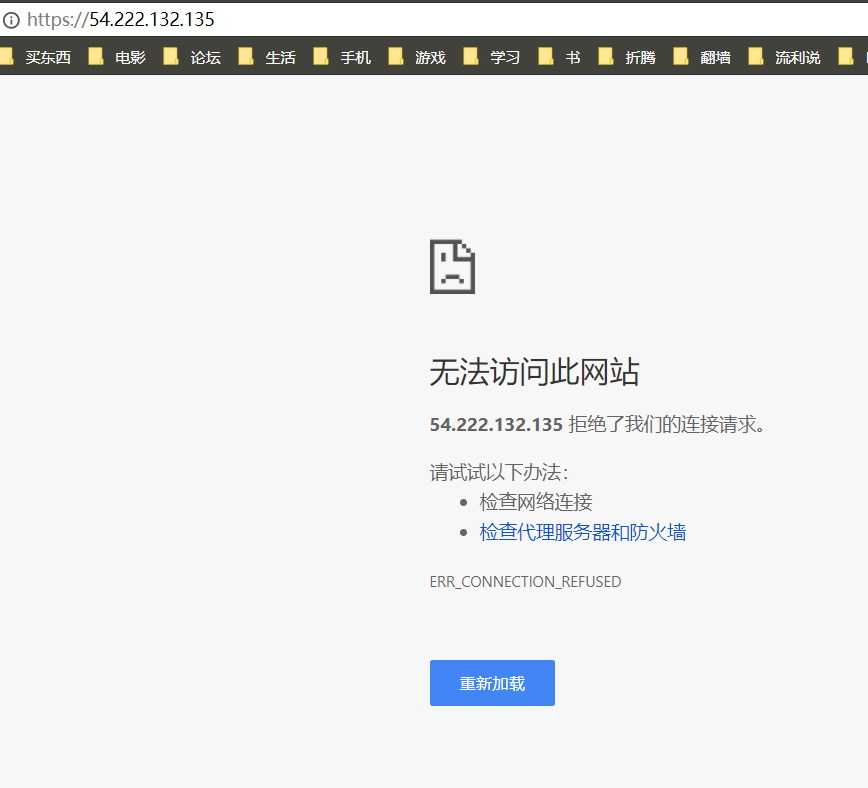 https://54.222.132.135
买东西 电影 论坛 生活 手机 游戏 学习 书 折腾 翻墙 流利说
无法访问此网站
54.222.132.135 拒绝了我们的连接请求。
请试试以下办法：
• 检查网络连接
• 检查代理服务器和防火墙
ERR_CONNECTION_REFUSED
重新加载